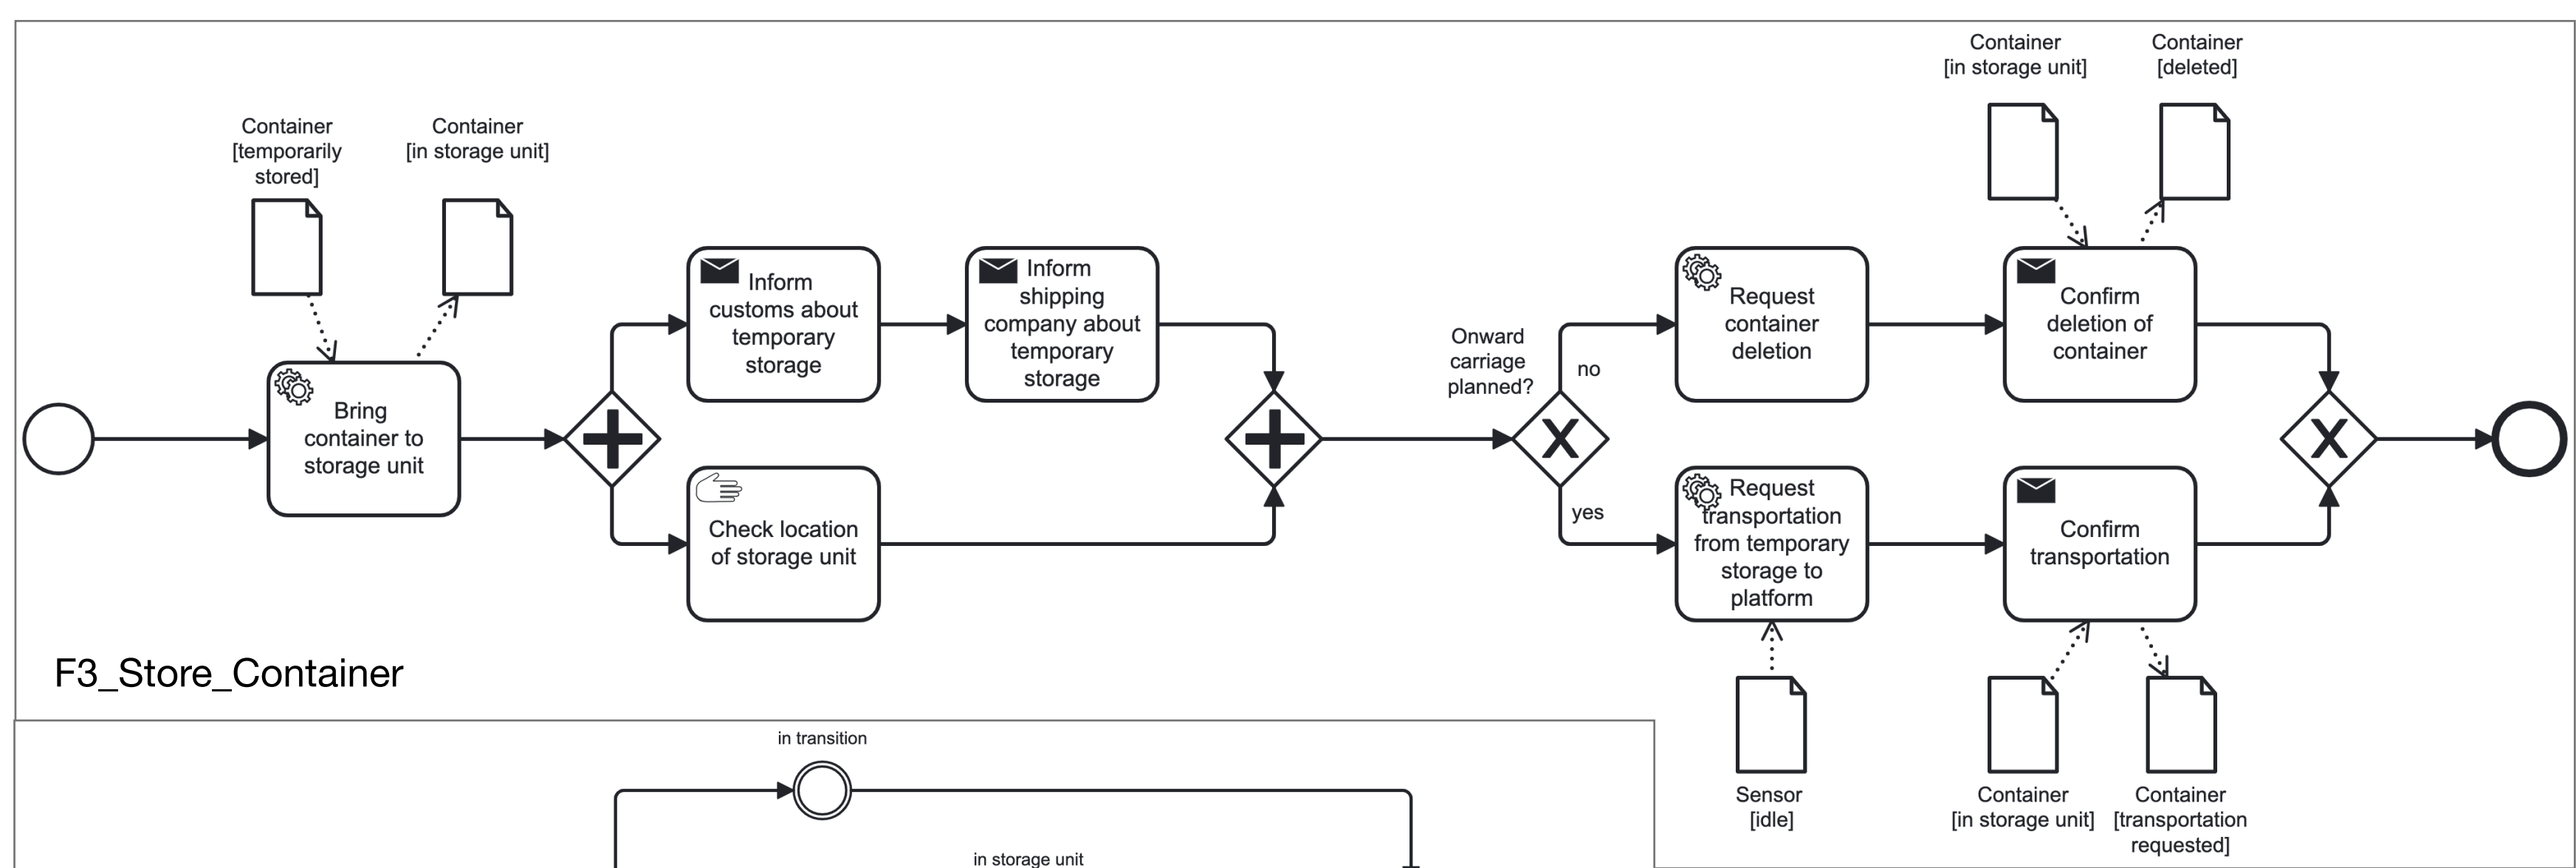 Container
[temporarily
stored]
Container
[in storage unit]
Bring
container to
storage unit
Inform
customs about
temporary
storage
Inform
shipping
company about
temporary
storage
Check location
of storage unit
Onward
carriage
planned?
no
yes
Request
container
deletion
Container
[in storage unit]
Container
[deleted]
Confirm
deletion of
container
Request
transportation
from temporary
storage to
platform
Confirm
transportation
Sensor
[idle]
Container
[in storage unit]
Container
[transportation
requested]
F3_Store_Container
in transition
in storage unit